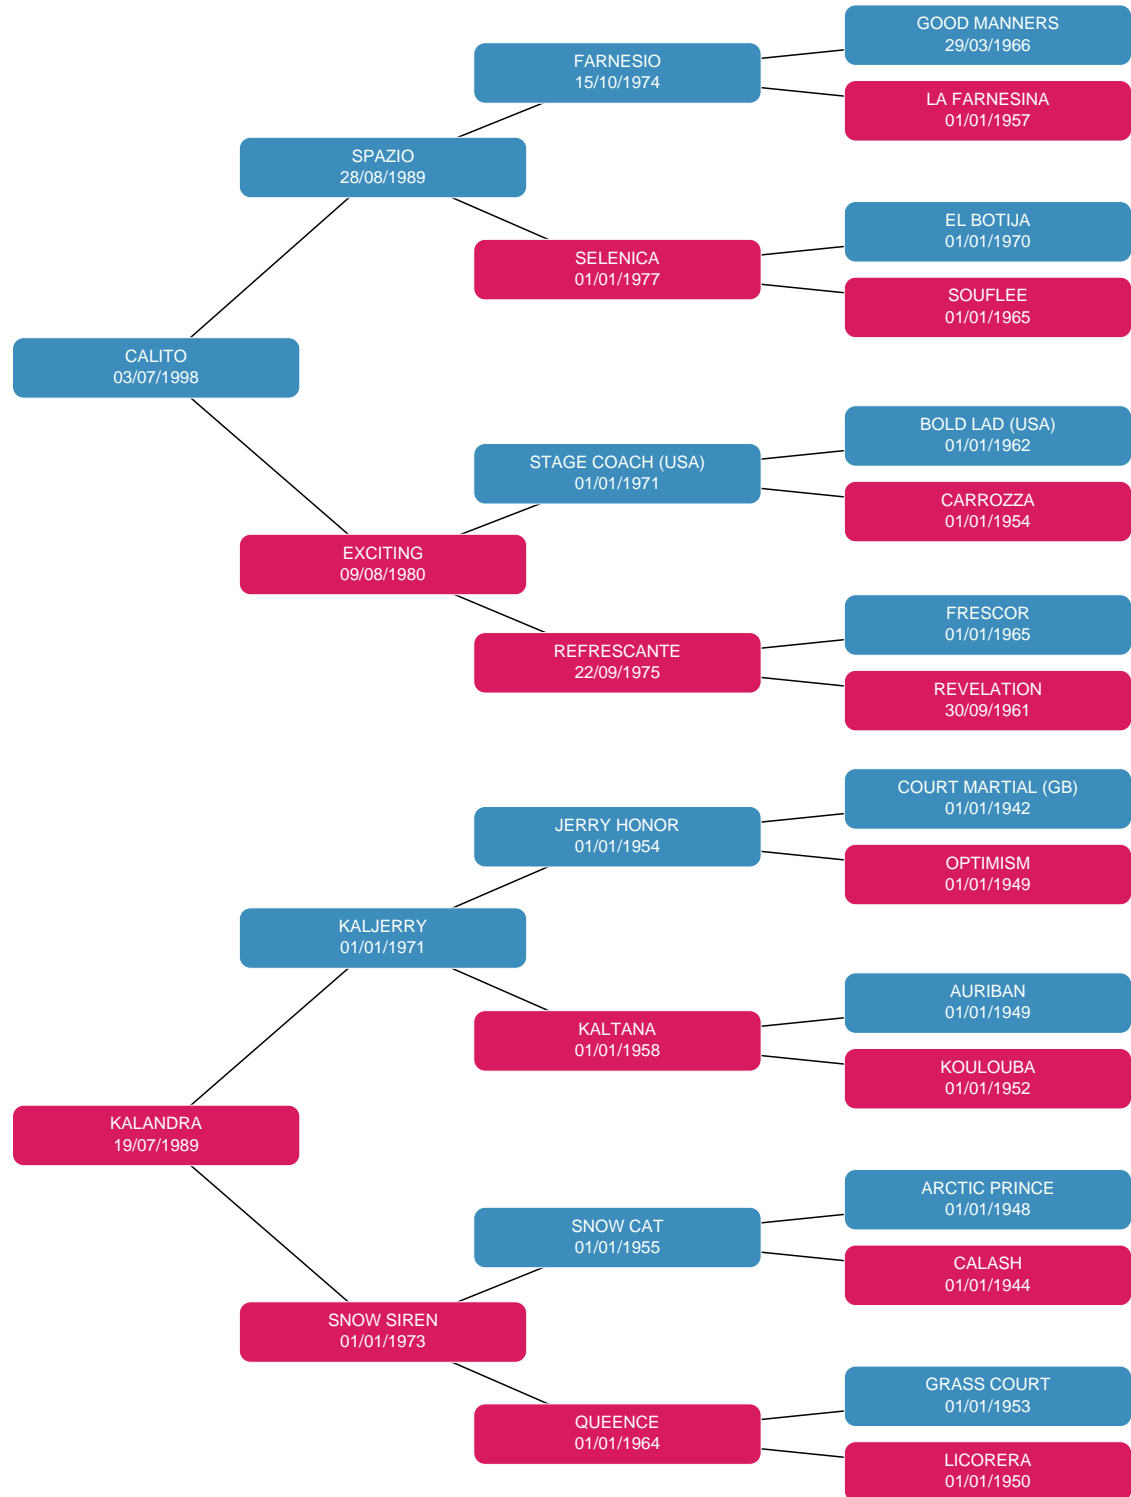 GOOD MANNERS
29/03/1966
FARNESIO
15/10/1974
LA FARNESINA
01/01/1957
SPAZIO
28/08/1989
EL BOTIJA
01/01/1970
SELENICA
01/01/1977
SOUFLEE
01/01/1965
CALITO
03/07/1998
BOLD LAD (USA)
01/01/1962
STAGE COACH (USA)
01/01/1971
CARROZZA
01/01/1954
EXCITING
09/08/1980
FRESCOR
01/01/1965
REFRESCANTE
22/09/1975
REVELATION
30/09/1961
COURT MARTIAL (GB)
01/01/1942
JERRY HONOR
01/01/1954
OPTIMISM
01/01/1949
KALJERRY
01/01/1971
AURIBAN
01/01/1949
KALTANA
01/01/1958
KOULOUBA
01/01/1952
KALANDRA
19/07/1989
ARCTIC PRINCE
01/01/1948
SNOW CAT
01/01/1955
CALASH
01/01/1944
SNOW SIREN
01/01/1973
GRASS COURT
01/01/1953
QUEENCE
01/01/1964
LICORERA
01/01/1950